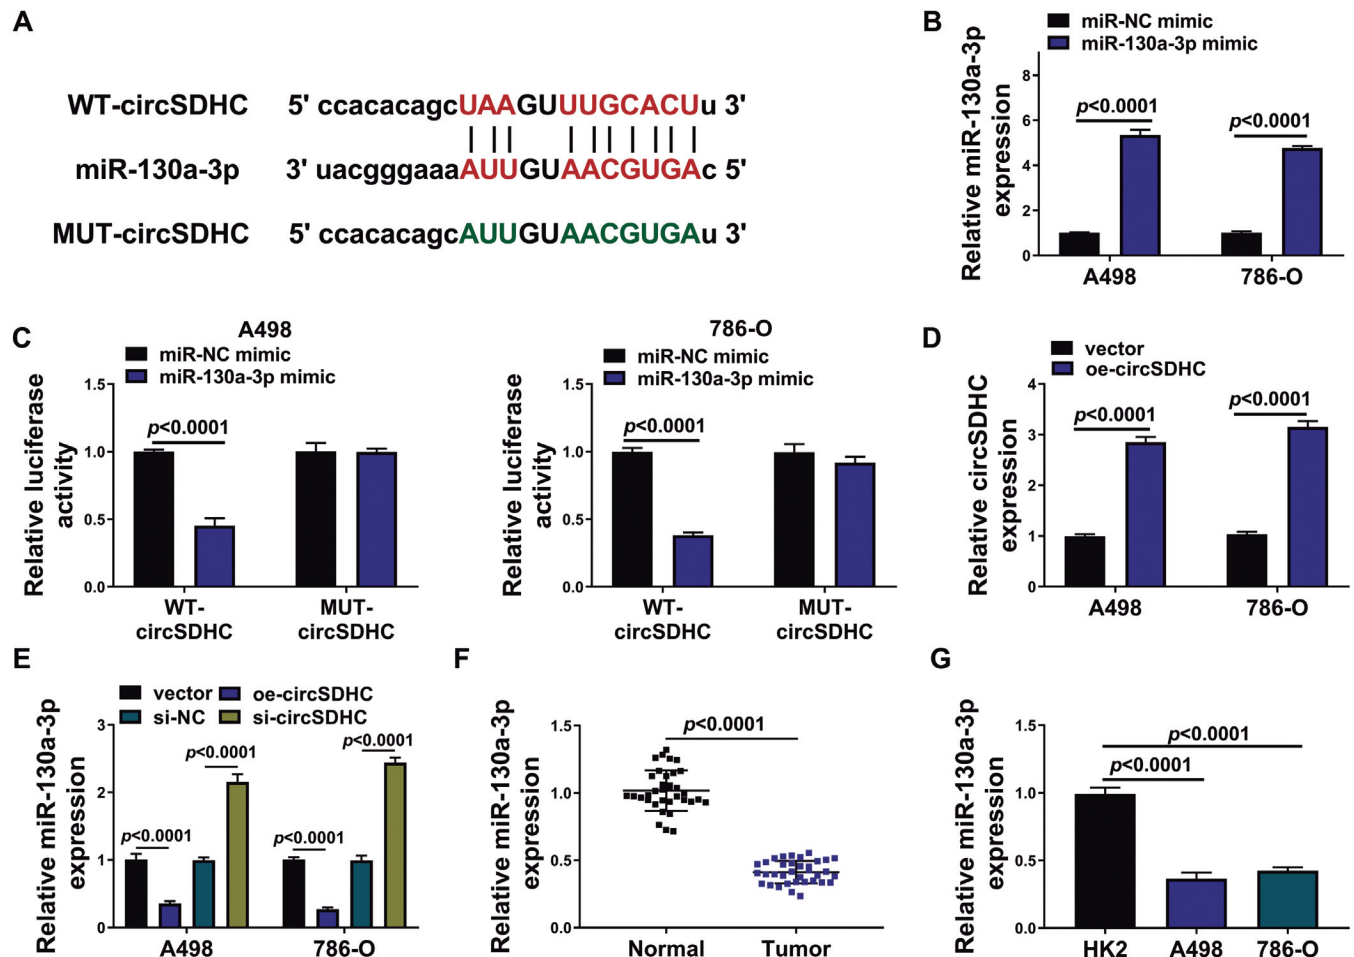 A
WT-circSDHC 5' ccacacagcUAAGUUUGCACUu 3'
miR-130a-3p 3' uacgggaaaAUUGUAACGUGAc 5'
MUT-circSDHC 5' ccacacagcAUUGUAACGUGAu 3'
B
miR-NC mimic
miR-130a-3p mimic
Relative miR-130a-3p
expression
8
6
4
2
0
p<0.0001
p<0.0001
A498
786-O
C
A498
miR-NC mimic
miR-130a-3p mimic
Relative luciferase
activity
1.5
1.0
0.5
0.0
p<0.0001
WT-
circSDHC
MUT-
circSDHC
786-O
miR-NC mimic
miR-130a-3p mimic
Relative luciferase
activity
1.5
1.0
0.5
0.0
p<0.0001
WT-
circSDHC
MUT-
circSDHC
D
vector
oe-circSDHC
Relative circSDHC
expression
4
3
2
1
0
p<0.0001
p<0.0001
A498
786-O
E
vector
oe-circSDHC
si-NC
si-circSDHC
Relative miR-130a-3p
expression
3
2
1
0
p<0.0001
p<0.0001
p<0.0001
p<0.0001
A498
786-O
F
Relative miR-130a-3p
expression
1.5
1.0
0.5
0.0
p<0.0001
Normal
Tumor
G
Relative miR-130a-3p
expression
1.5
1.0
0.5
0.0
p<0.0001
p<0.0001
HK2
A498
786-O